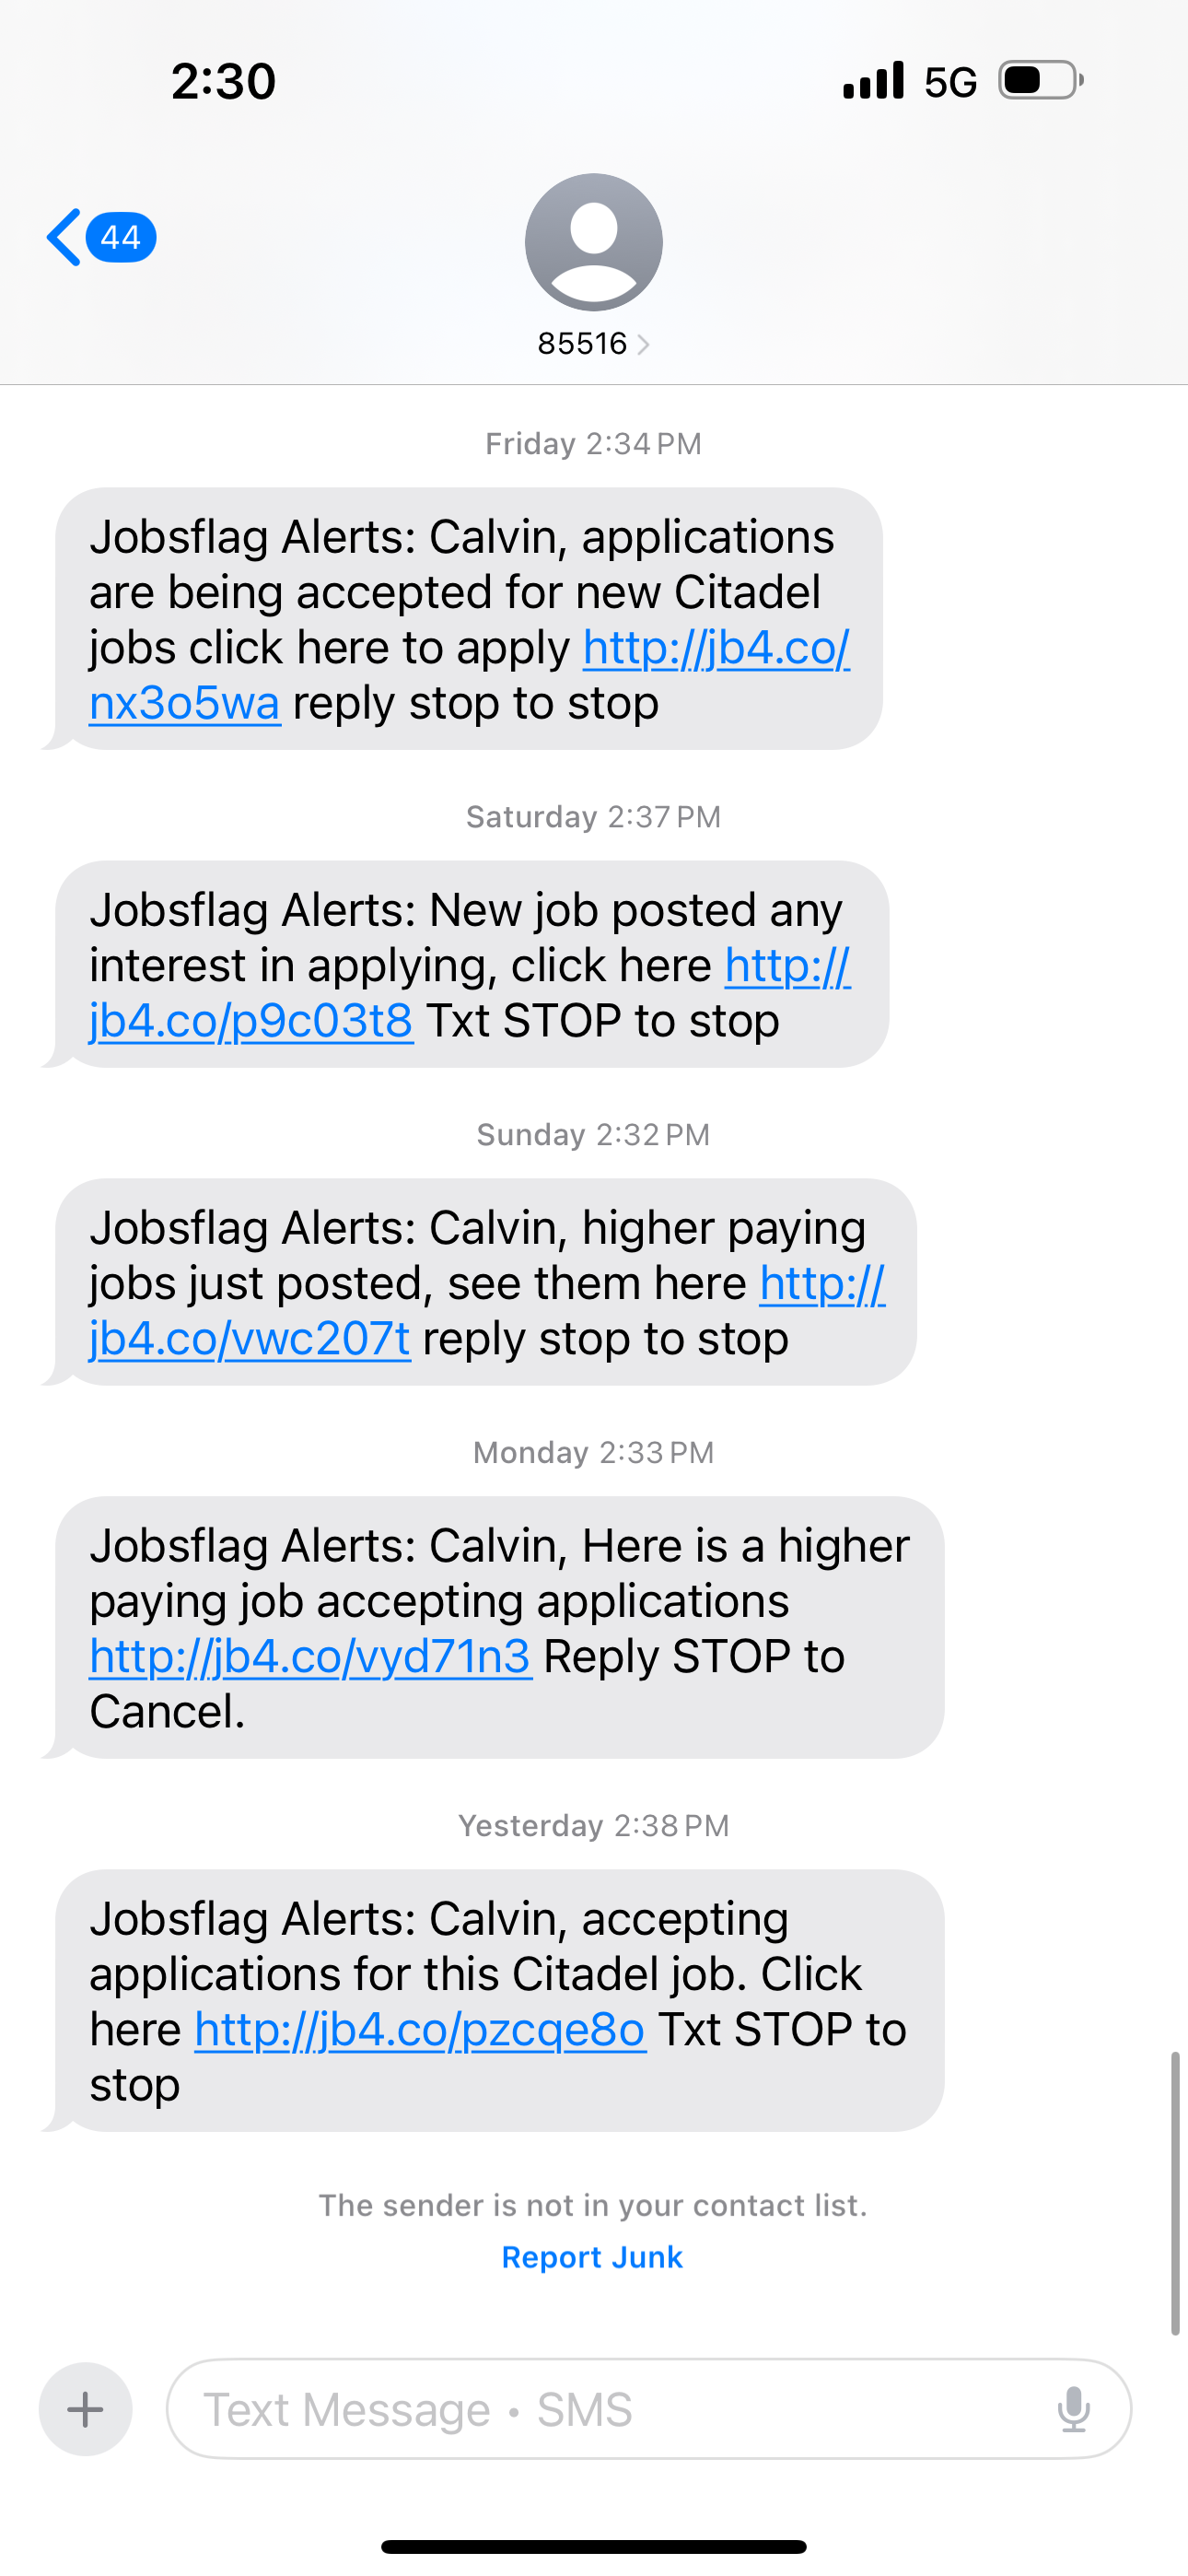 2:30
5G
44
85516
Friday 2:34 PM
Jobsflag Alerts: Calvin, applications
are being accepted for new Citadel
jobs click here to apply http://jb4.co/
nx3o5wa reply stop to stop
Saturday 2:37 PM
Jobsflag Alerts: New job posted any
interest in applying, click here http://
jb4.co/p9c03t8 Txt STOP to stop
Sunday 2:32 PM
Jobsflag Alerts: Calvin, higher paying
jobs just posted, see them here http://
jb4.co/vwc207t reply stop to stop
Monday 2:33 PM
Jobsflag Alerts: Calvin, Here is a higher
paying job accepting applications
http://jb4.co/vyd71n3 Reply STOP to
Cancel.
Yesterday 2:38 PM
Jobsflag Alerts: Calvin, accepting
applications for this Citadel job. Click
here http://jb4.co/pzcqe8o Txt STOP to
stop
The sender is not in your contact list.
Report Junk
Text Message • SMS